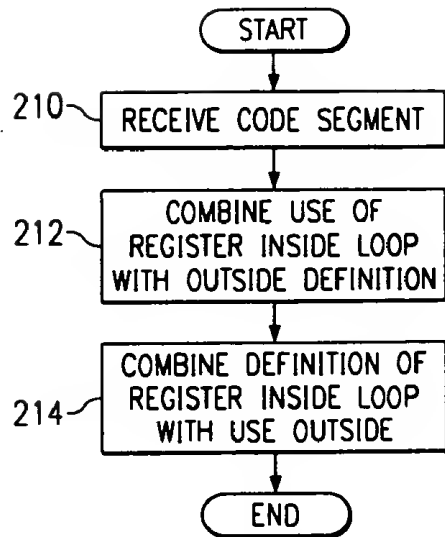 START
210
RECEIVE CODE SEGMENT
212
COMBINE USE OF
REGISTER INSIDE LOOP
WITH OUTSIDE DEFINITION
214
COMBINE DEFINITION OF
REGISTER INSIDE LOOP
WITH USE OUTSIDE
END